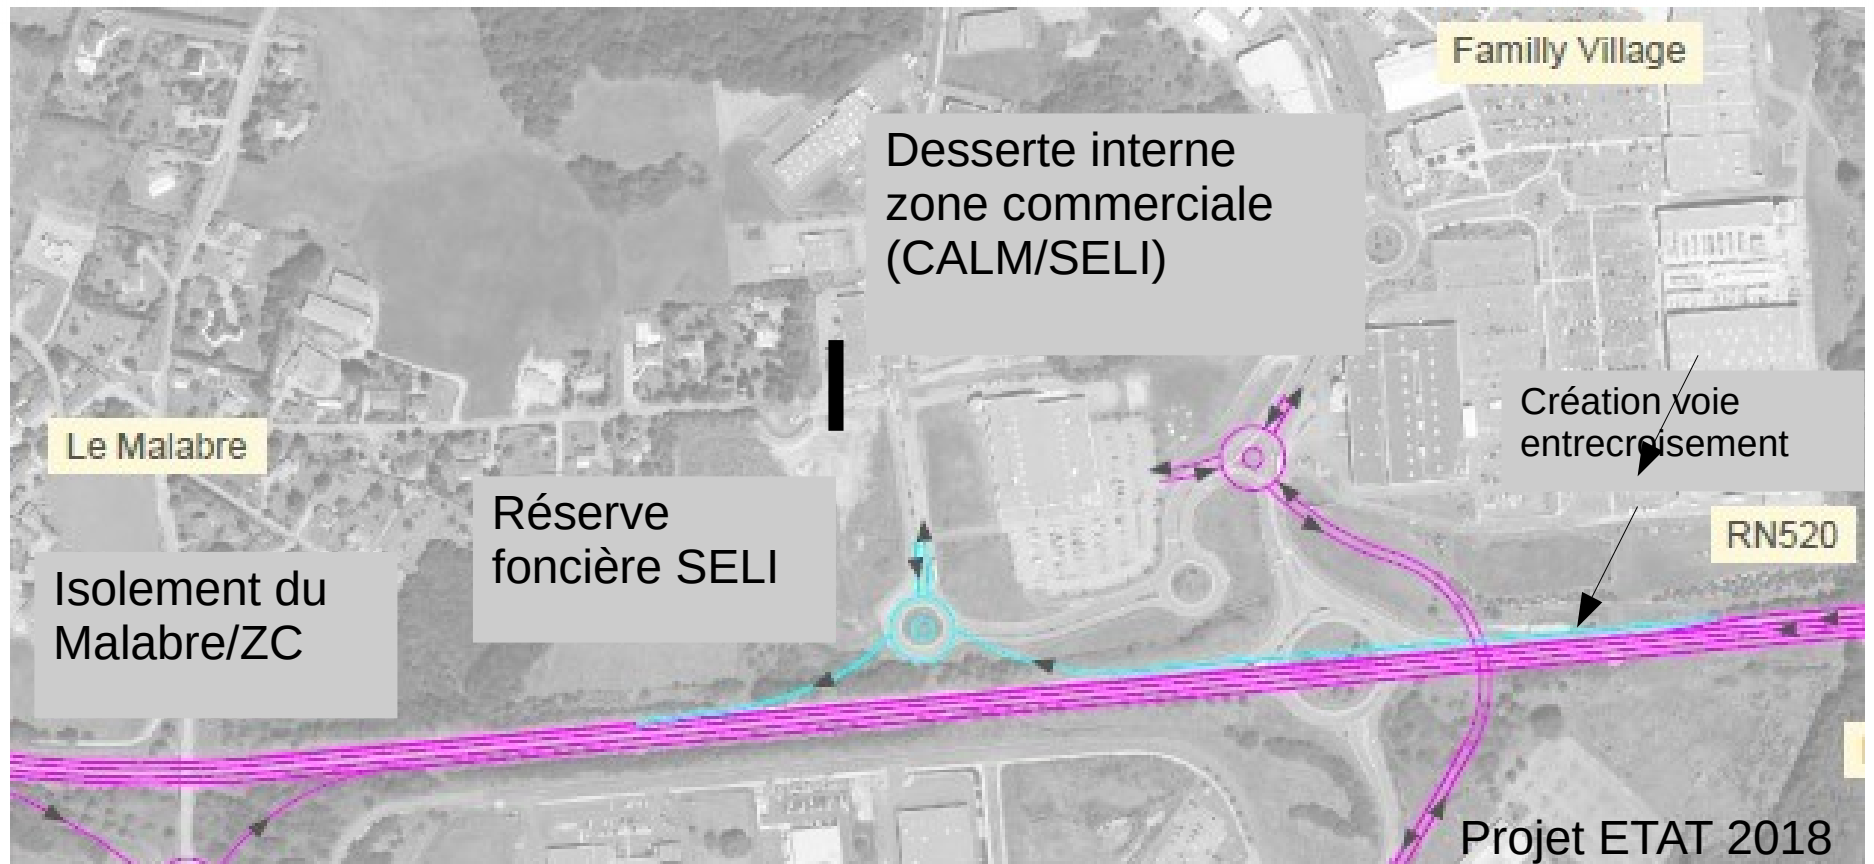 Familly Village
Desserte interne
zone commerciale
(CALM/SELI)
Création voie
entrecroisement
Le Malabre
Réserve
foncière SELI
RN520
Isolement du
Malabre/ZC
Projet ETAT 2018